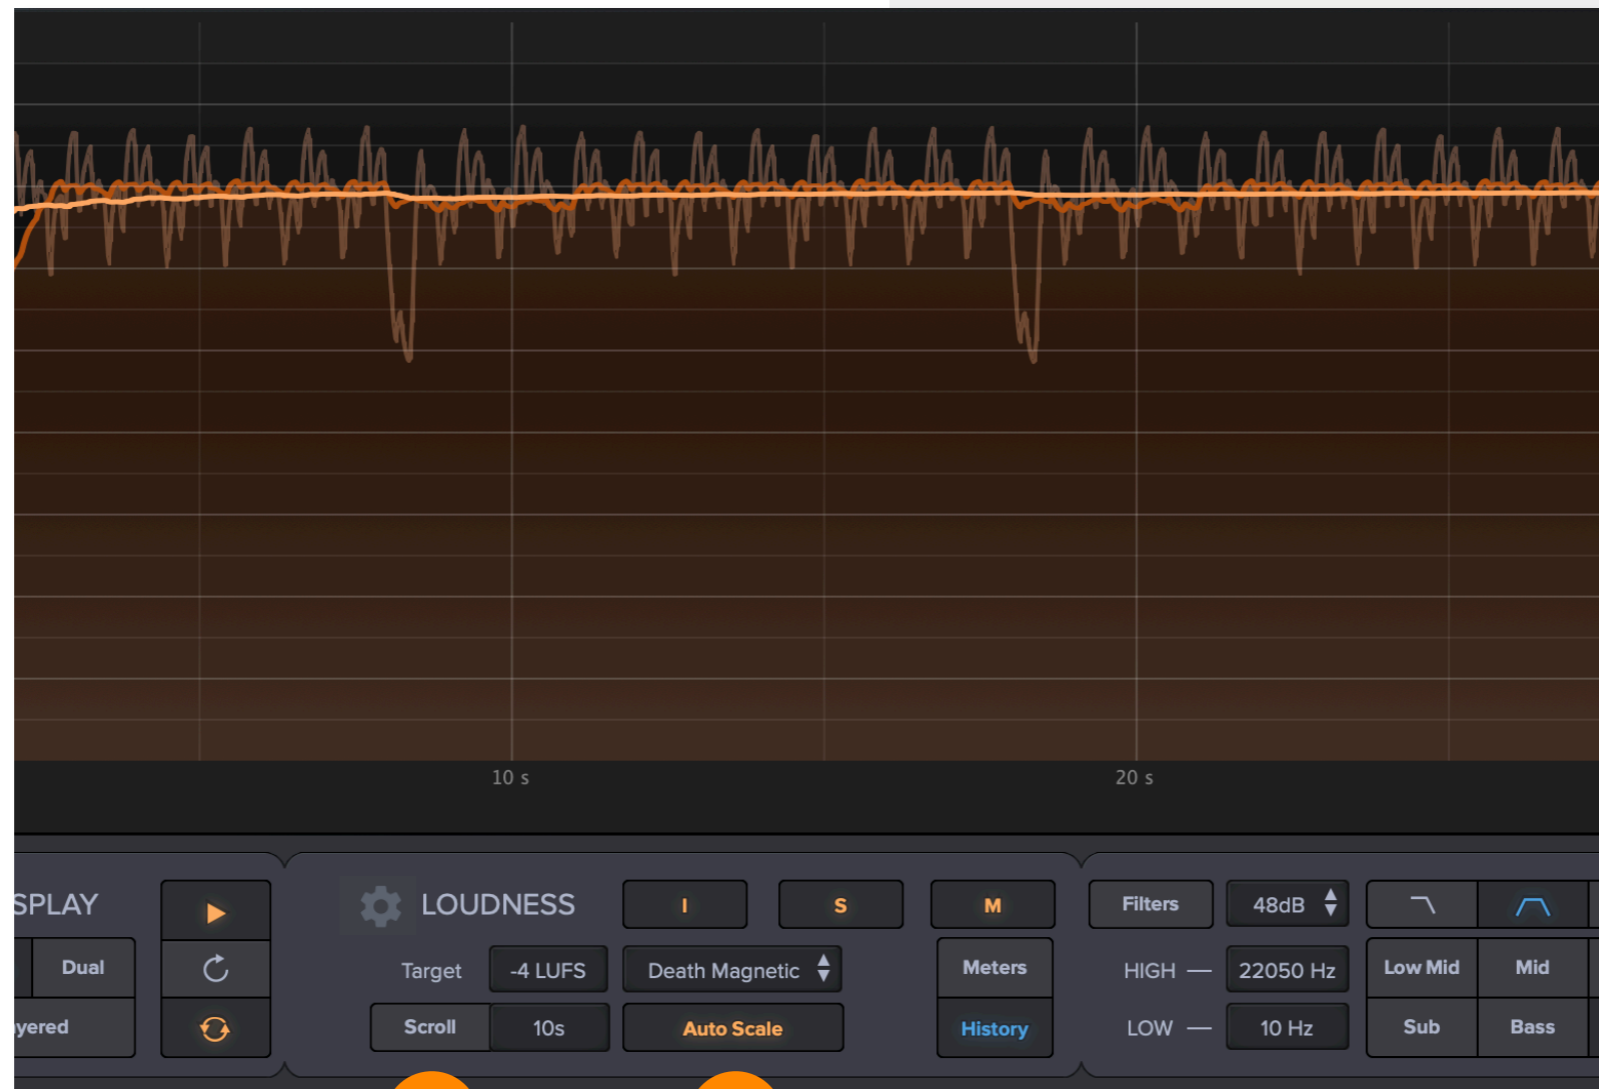 10 s 20 s
SPLAY LOUDNESS I S M Filters 48dB
Dual Target -4 LUFS Death Magnetic Meters HIGH — 22050 Hz Low Mid Mid
yered Scroll 10s Auto Scale History LOW — 10 Hz Sub Bass